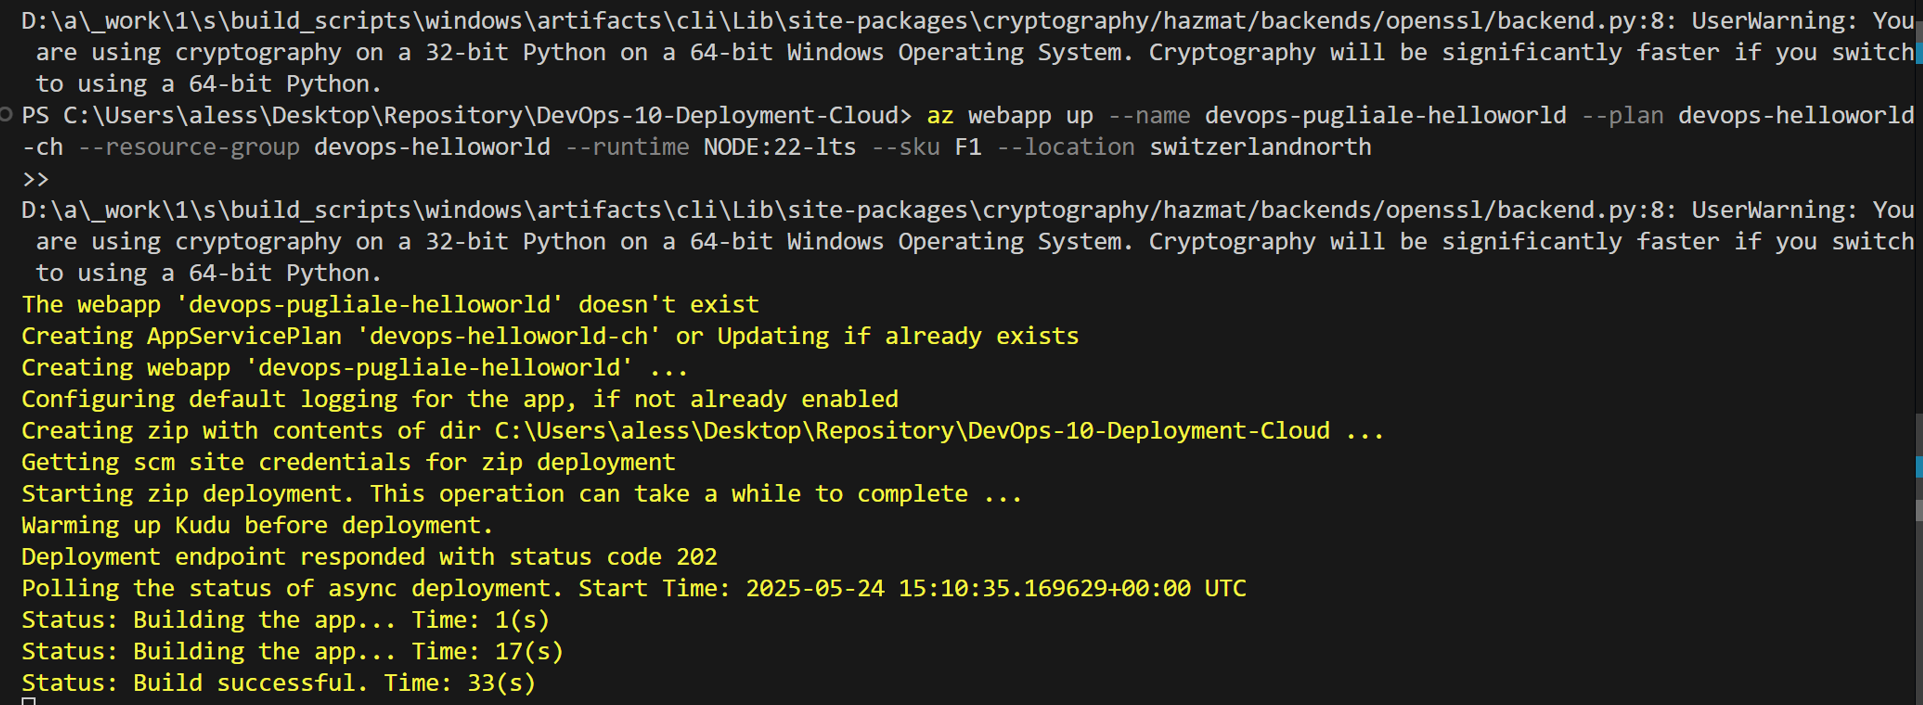 D:\a\_work\1\s\build_scripts\windows\artifacts\cli\Lib\site-packages\cryptography/hazmat/backends/openssl/backend.py:8: UserWarning: You
are using cryptography on a 32-bit Python on a 64-bit Windows Operating System. Cryptography will be significantly faster if you switch
to using a 64-bit Python.
PS C:\Users\aless\Desktop\Repository\DevOps-10-Deployment-Cloud> az webapp up --name devops-pugliale-helloworld --plan devops-helloworld
-ch --resource-group devops-helloworld --runtime NODE:22-lts --sku F1 --location switzerlandnorth
>>
D:\a\_work\1\s\build_scripts\windows\artifacts\cli\Lib\site-packages\cryptography/hazmat/backends/openssl/backend.py:8: UserWarning: You
are using cryptography on a 32-bit Python on a 64-bit Windows Operating System. Cryptography will be significantly faster if you switch
to using a 64-bit Python.
The webapp 'devops-pugliale-helloworld' doesn't exist
Creating AppServicePlan 'devops-helloworld-ch' or Updating if already exists
Creating webapp 'devops-pugliale-helloworld' ...
Configuring default logging for the app, if not already enabled
Creating zip with contents of dir C:\Users\aless\Desktop\Repository\DevOps-10-Deployment-Cloud ...
Getting scm site credentials for zip deployment
Starting zip deployment. This operation can take a while to complete ...
Warming up Kudu before deployment.
Deployment endpoint responded with status code 202
Polling the status of async deployment. Start Time: 2025-05-24 15:10:35.169629+00:00 UTC
Status: Building the app... Time: 1(s)
Status: Building the app... Time: 17(s)
Status: Build successful. Time: 33(s)